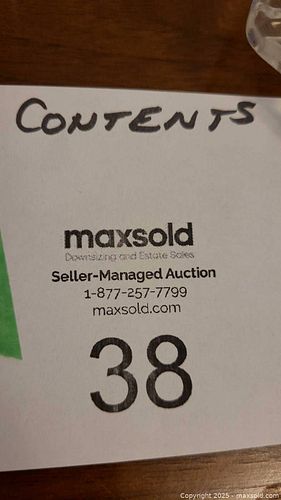 CONTENTS
maxsold
Downsizing and Estate Sales
Seller-Managed Auction
1-877-257-7799
maxsold.com
38
Copyright 2025 - maxsold.com